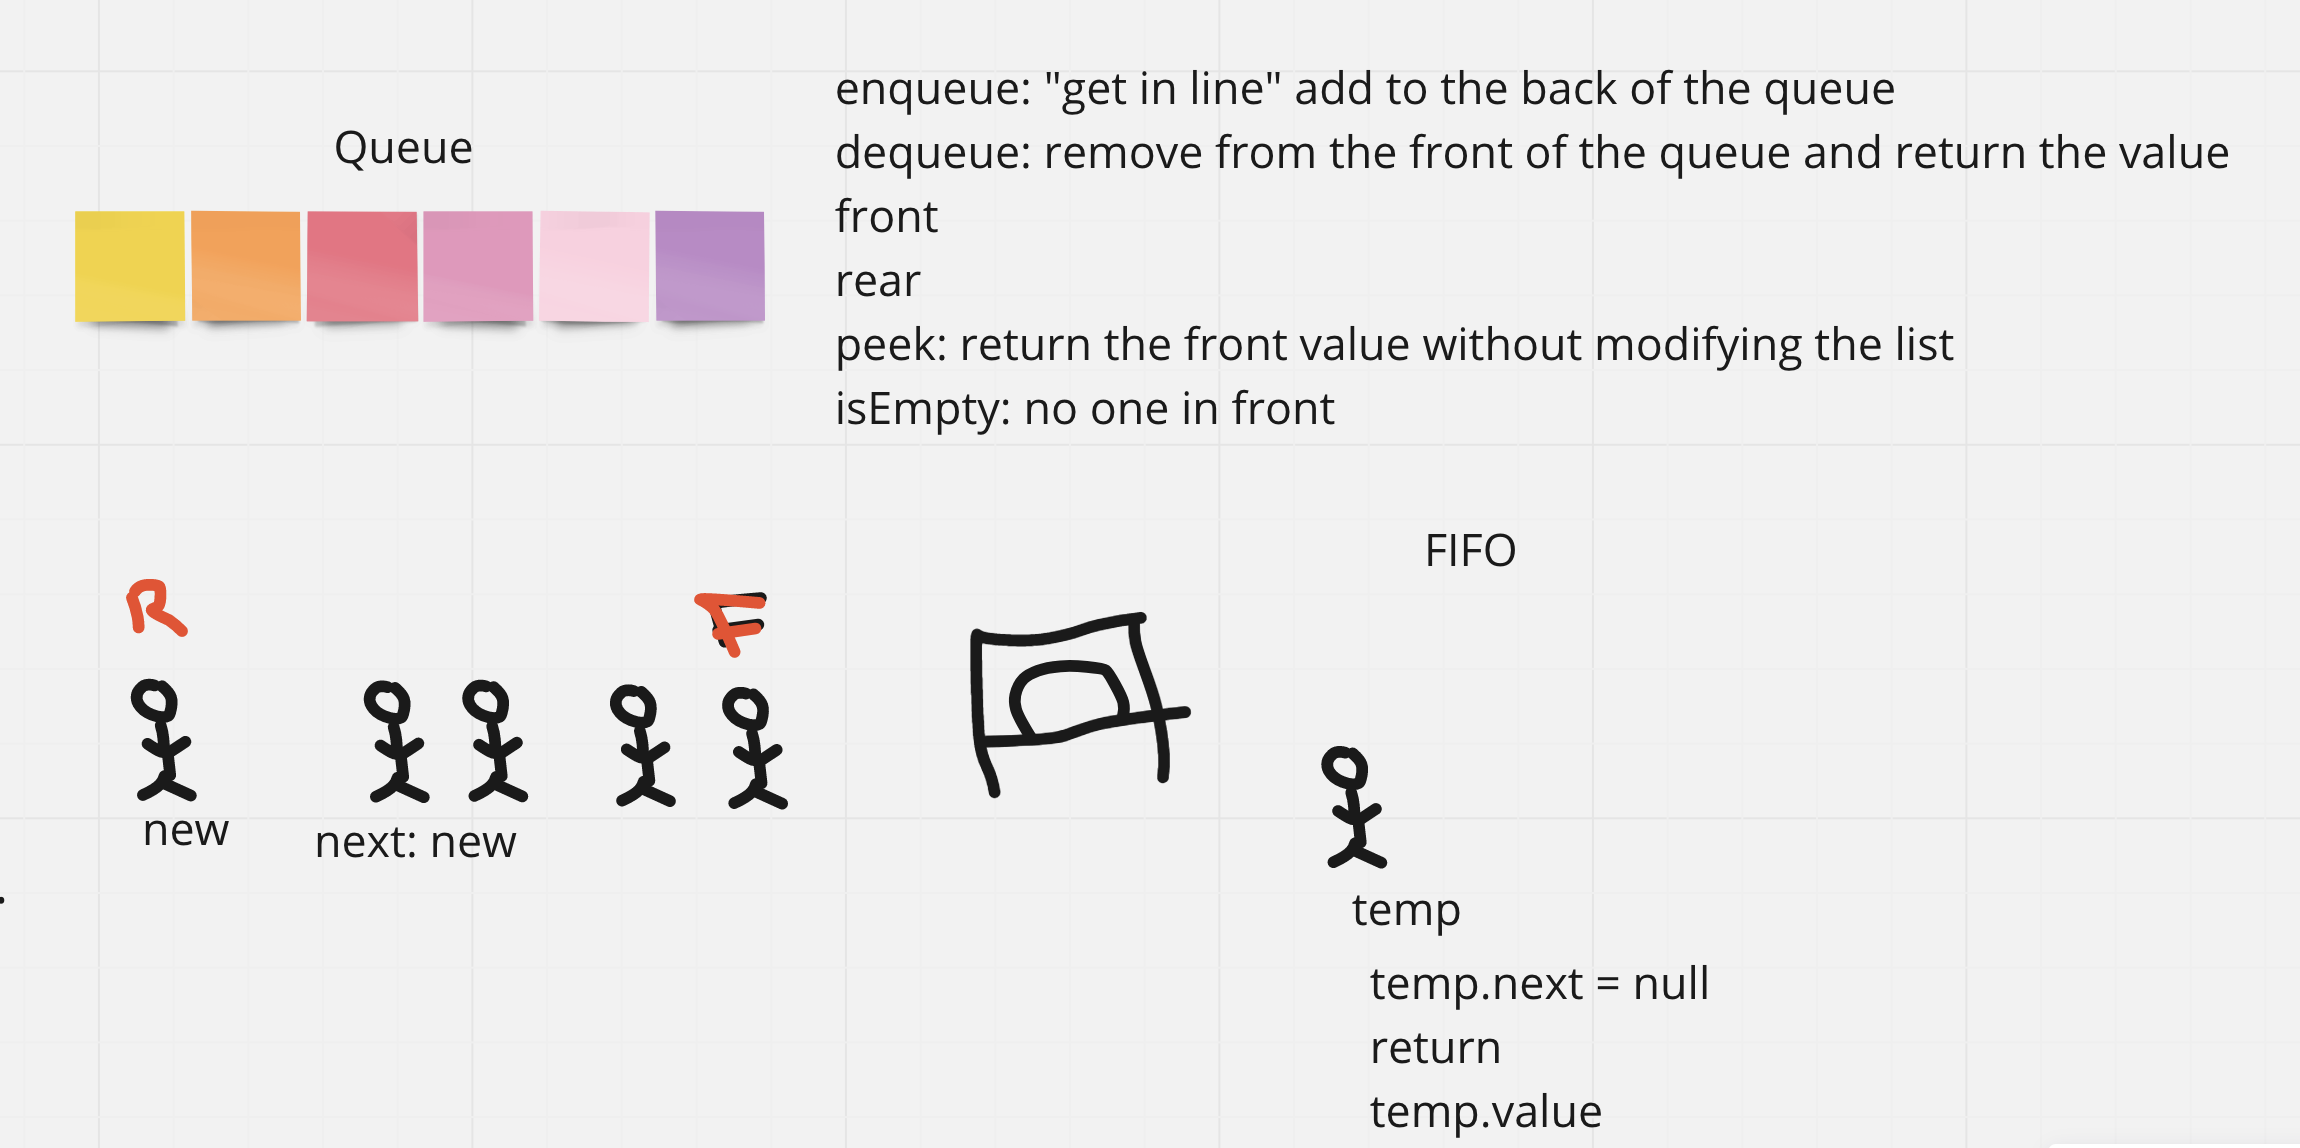 Queue
enqueue: "get in line" add to the back of the queue
dequeue: remove from the front of the queue and return the value
front
rear
peek: return the front value without modifying the list
isEmpty: no one in front
FIFO
R
F
new
next: new
temp
temp.next = null
return
temp.value